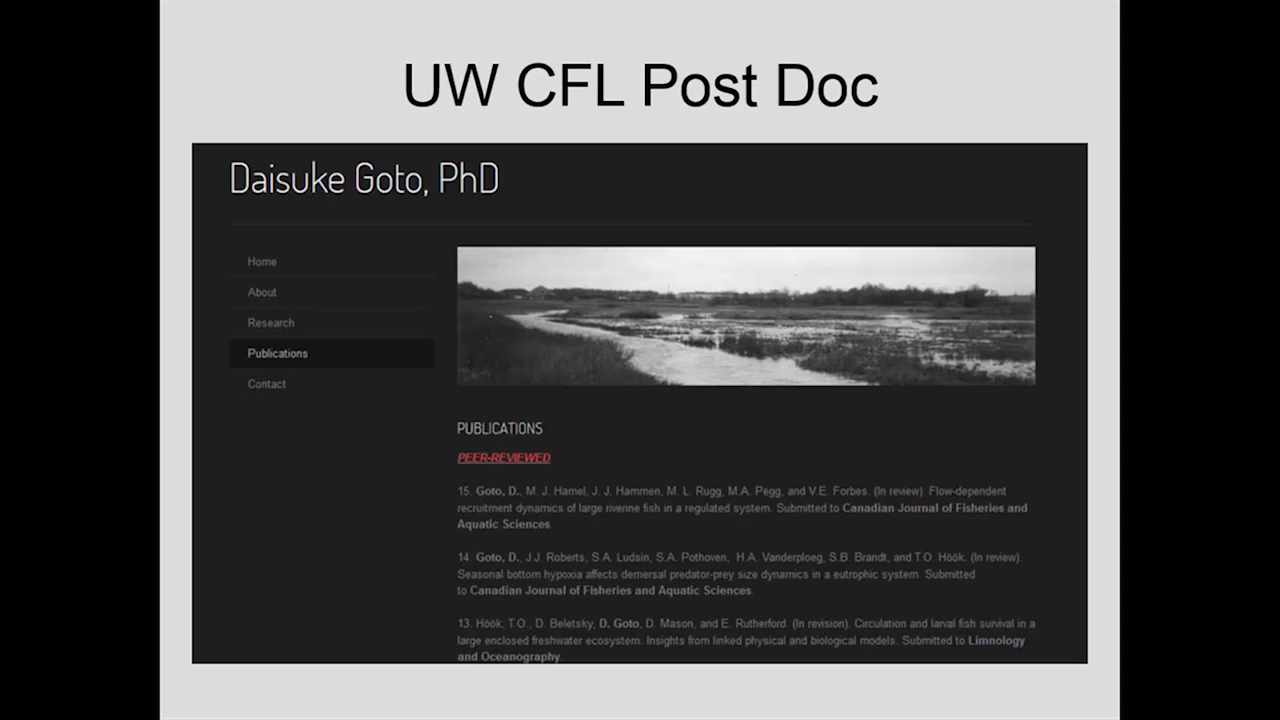 UW CFL Post Doc
Daisuke Goto, PhD
Home
About
Research
Publications
Contact
PUBLICATIONS
PEER-REVIEWED
15. Goto, D., M. J. Hamel, J. J. Hammen, M. L. Rugg, M.A. Pegg, and V.E. Forbes. (In review). Flow-dependent
recruitment dynamics of large riverine fish in a regulated system. Submitted to Canadian Journal of Fisheries and
Aquatic Sciences.
14. Goto, D., J.J. Roberts, S.A. Ludsin, S.A. Pothoven, H.A. Vanderploeg, S.B. Brandt, and T.O. Höök. (In review).
Seasonal bottom hypoxia affects demersal predator-prey size dynamics in a eutrophic system. Submitted
to Canadian Journal of Fisheries and Aquatic Sciences.
13. Höök, T.O., D. Beletsky, D. Goto, D. Mason, and E. Rutherford. (In revision). Circulation and larval fish survival in a
large enclosed freshwater ecosystem: Insights from linked physical and biological models. Submitted to Limnology
and Oceanography.